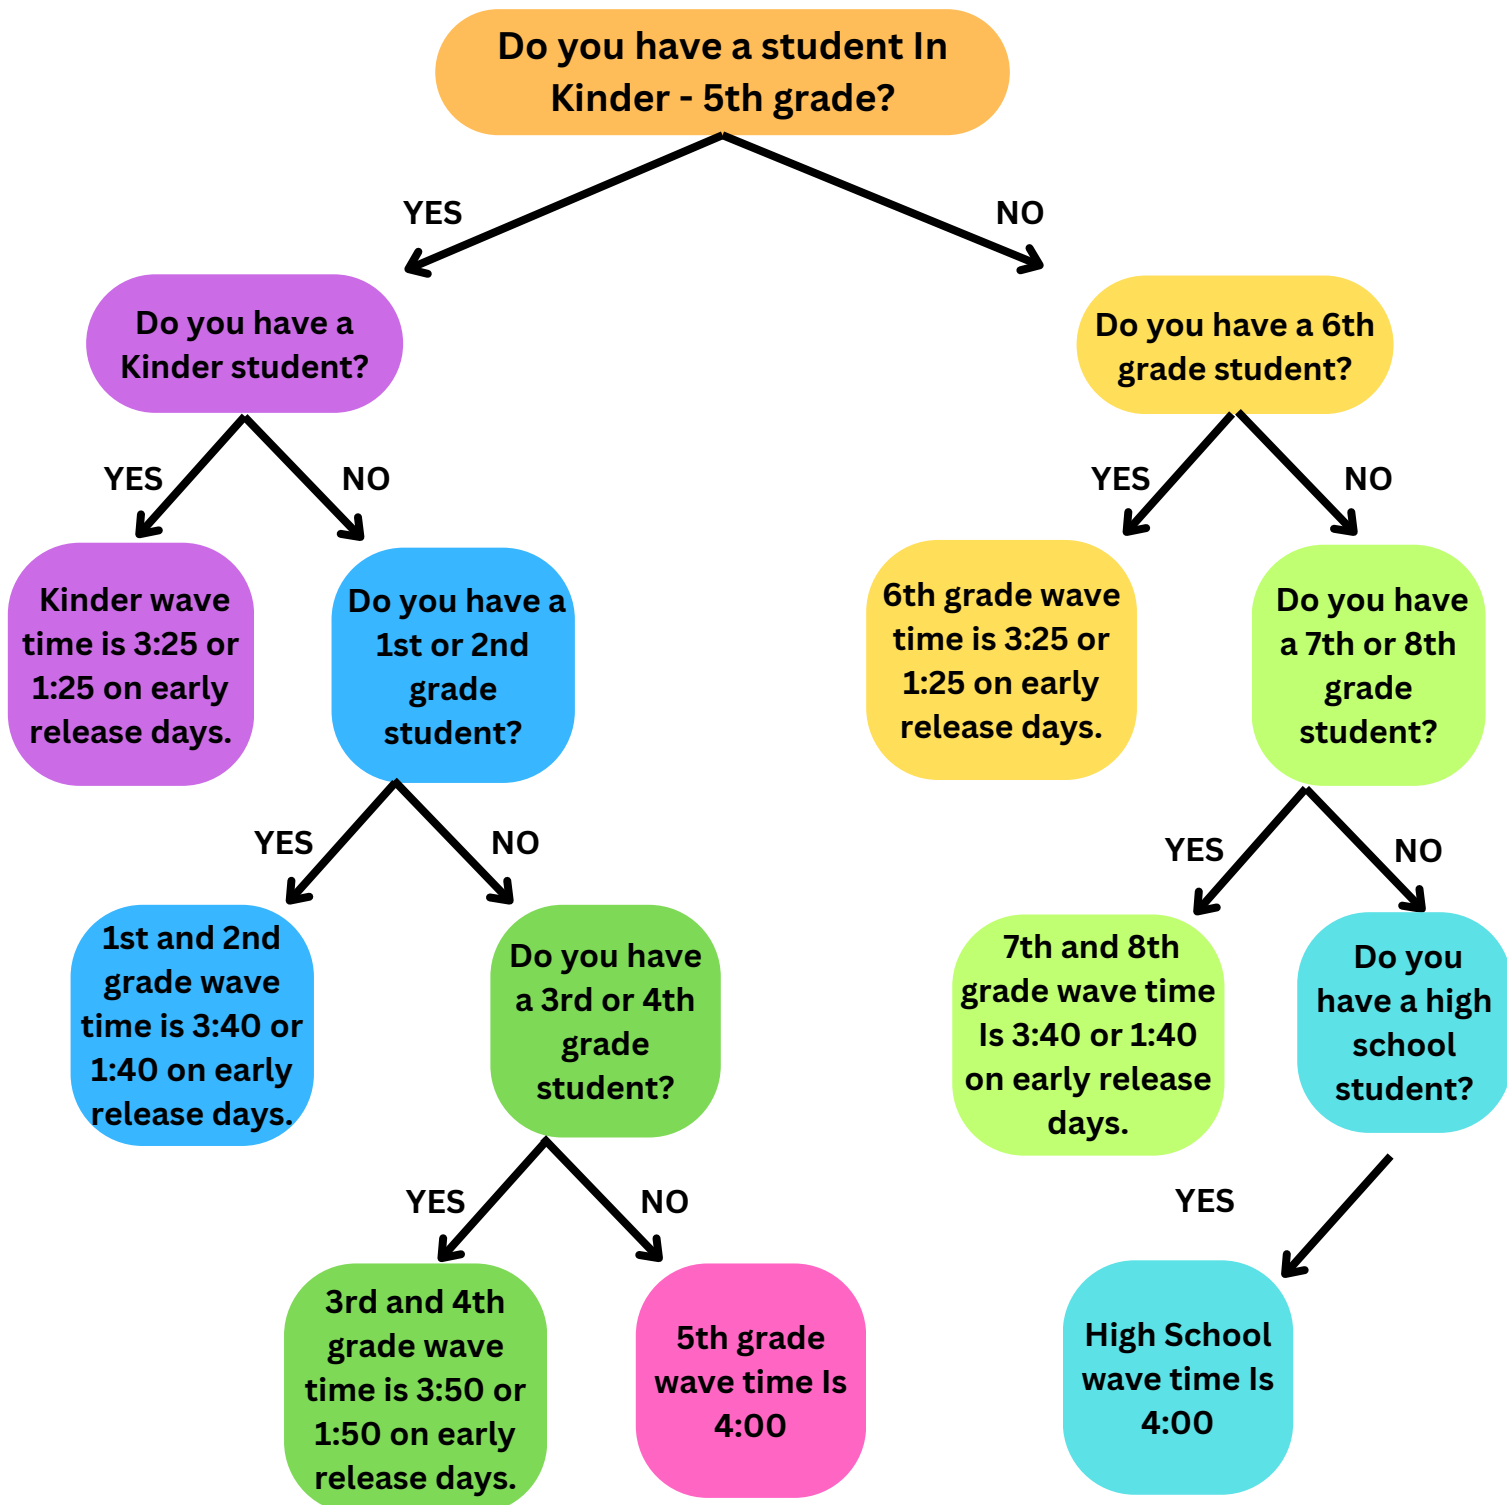 Do you have a student In
Kinder - 5th grade?
YES
NO
Do you have a
Kinder student?
Do you have a 6th
grade student?
YES
NO
YES
NO
Kinder wave
time is 3:25 or
1:25 on early
release days.
Do you have a
1st or 2nd
grade
student?
6th grade wave
time is 3:25 or
1:25 on early
release days.
Do you have
a 7th or 8th
grade
student?
YES
NO
YES
NO
1st and 2nd
grade wave
time is 3:40 or
1:40 on early
release days.
Do you have
a 3rd or 4th
grade
student?
7th and 8th
grade wave time
Is 3:40 or 1:40
on early release
days.
Do you
have a high
school
student?
YES
NO
YES
3rd and 4th
grade wave
time is 3:50 or
1:50 on early
release days.
5th grade
wave time Is
4:00
High School
wave time Is
4:00